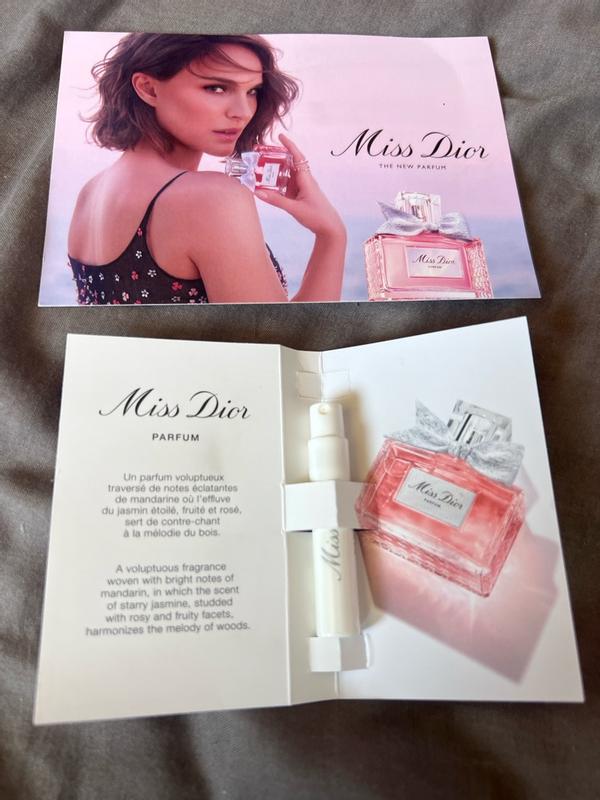 Miss Dior
THE NEW PARFUM
Miss Dior
PARFUM
Miss Dior
PARFUM
Un parfum voluptueux
traversé de notes éclatantes
de mandarine où l'effluve
du jasmin étoilé, fruité et rosé,
sert de contre-chant
à la mélodie du bois.
A voluptuous fragrance
woven with bright notes of
mandarin, in which the scent
of starry jasmine, studded
with rosy and fruity facets,
harmonizes the melody of woods.
Miss
Miss Dior
PARFUM